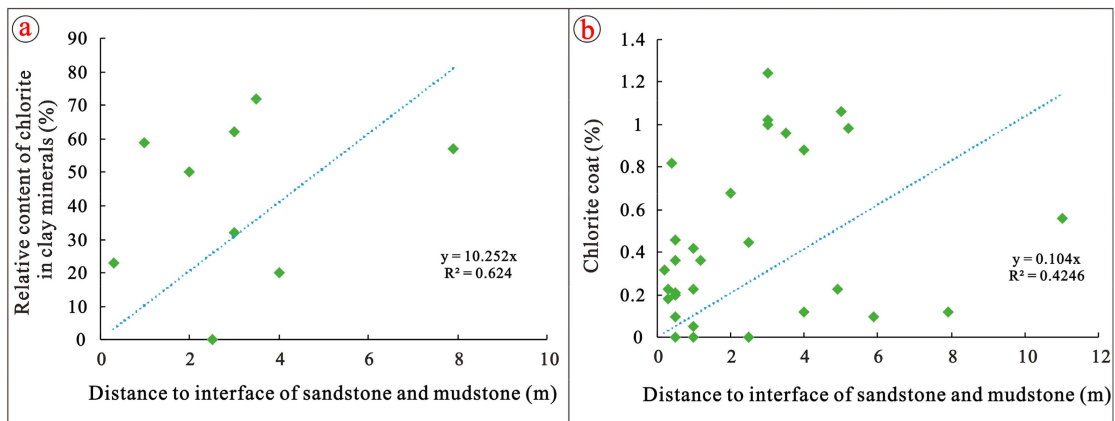 a
90
80
70
60
50
40
30
20
10
0
0 2 4 6 8 10
Relative content of chlorite
in clay minerals (%)
y = 10.252x
R² = 0.624
Distance to interface of sandstone and mudstone (m)
b
1.4
1.2
1
0.8
0.6
0.4
0.2
0
0 2 4 6 8 10 12
Chlorite coat (%)
y = 0.104x
R² = 0.4246
Distance to interface of sandstone and mudstone (m)